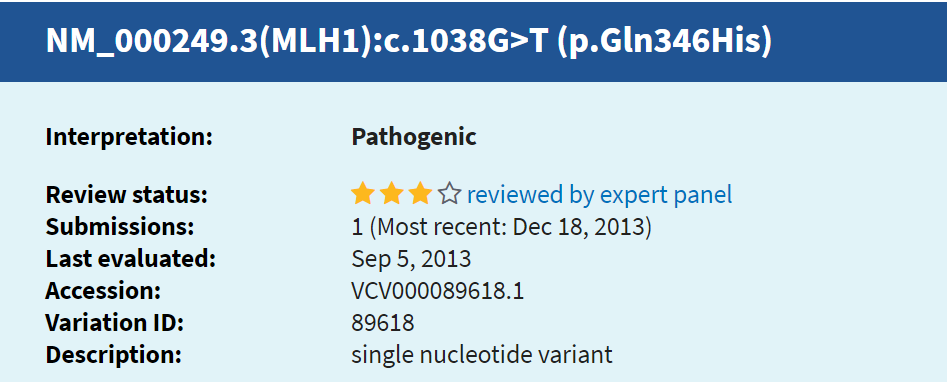 NM_000249.3(MLH1):c.1038G>T (p.Gln346His)
Interpretation: Pathogenic
Review status: reviewed by expert panel
Submissions: 1 (Most recent: Dec 18, 2013)
Last evaluated: Sep 5, 2013
Accession: VCV000089618.1
Variation ID: 89618
Description: single nucleotide variant